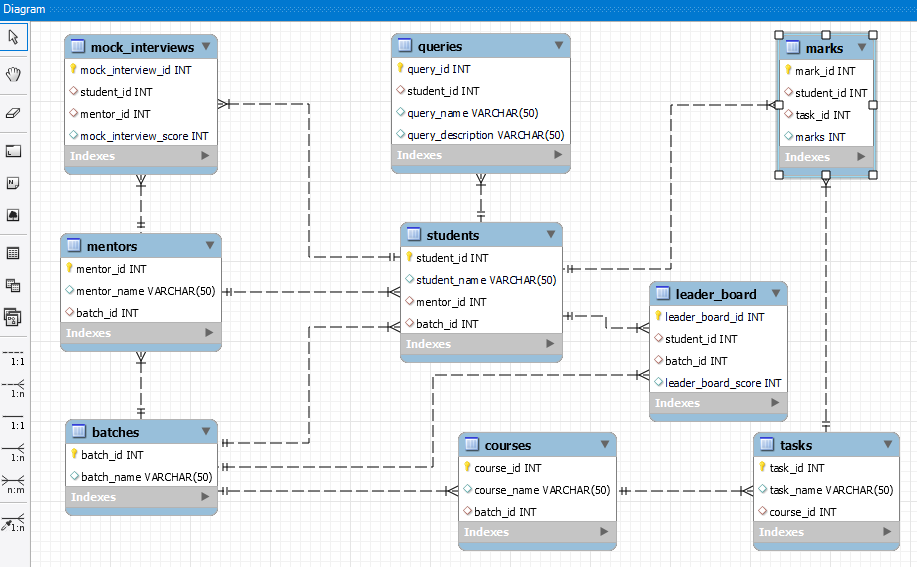 Diagram
mock_interviews
mock_interview_id INT
student_id INT
mentor_id INT
mock_interview_score INT
Indexes
queries
query_id INT
student_id INT
query_name VARCHAR(50)
query_description VARCHAR(50)
Indexes
marks
mark_id INT
student_id INT
task_id INT
marks INT
Indexes
mentors
mentor_id INT
mentor_name VARCHAR(50)
batch_id INT
Indexes
students
student_id INT
student_name VARCHAR(50)
mentor_id INT
batch_id INT
Indexes
leader_board
leader_board_id INT
student_id INT
batch_id INT
leader_board_score INT
Indexes
batches
batch_id INT
batch_name VARCHAR(50)
Indexes
courses
course_id INT
course_name VARCHAR(50)
batch_id INT
Indexes
tasks
task_id INT
task_name VARCHAR(50)
course_id INT
Indexes
1:1
1:n
1:1
1:n
n:m
1:n